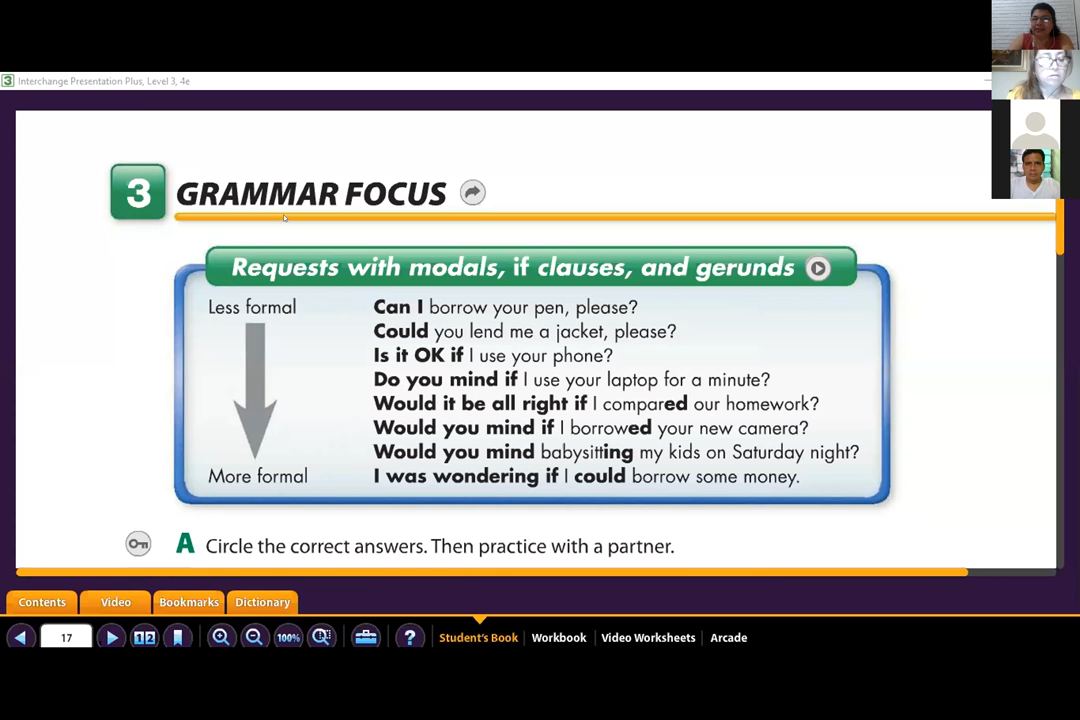 3 Interchange Presentation Plus, Level 3, 4e
3 GRAMMAR FOCUS
Requests with modals, if clauses, and gerunds
Less formal
Can I borrow your pen, please?
Could you lend me a jacket, please?
Is it OK if I use your phone?
Do you mind if I use your laptop for a minute?
Would it be all right if I compared our homework?
Would you mind if I borrowed your new camera?
Would you mind babysitting my kids on Saturday night?
More formal
I was wondering if I could borrow some money.
A Circle the correct answers. Then practice with a partner.
Contents Video Bookmarks Dictionary
17 12 100% ? Student's Book Workbook Video Worksheets Arcade